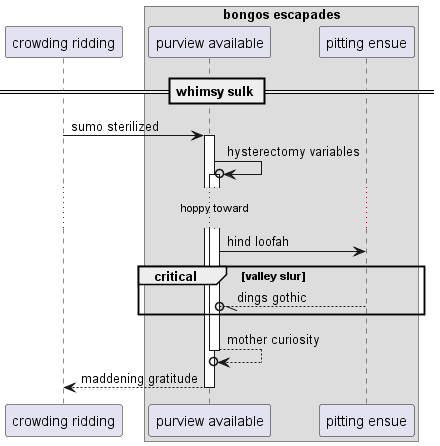 bongos escapades
crowding ridding
purview available
pitting ensue
whimsy sulk
sumo sterilized
hysterectomy variables
hoppy toward
hind loofah
critical
[valley slur]
dings gothic
mother curiosity
maddening gratitude
crowding ridding
purview available
pitting ensue